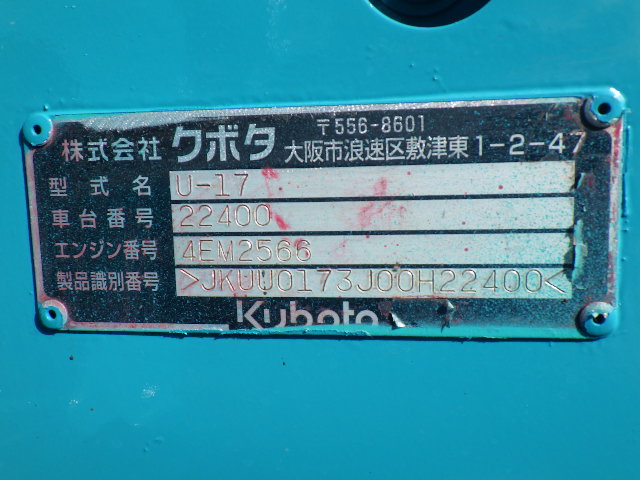 株式会社 クボタ 〒556-8601 大阪市浪速区敷津東1-2-47
型式名 U-17
車台番号 22400
エンジン番号 4EM2566
製品識別番号 >JKUU0173J00H22400<
Kubota